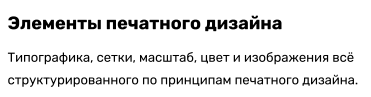 Элементы печатного дизайна
Типографика, сетки, масштаб, цвет и изображения всё
структурированного по принципам печатного дизайна.